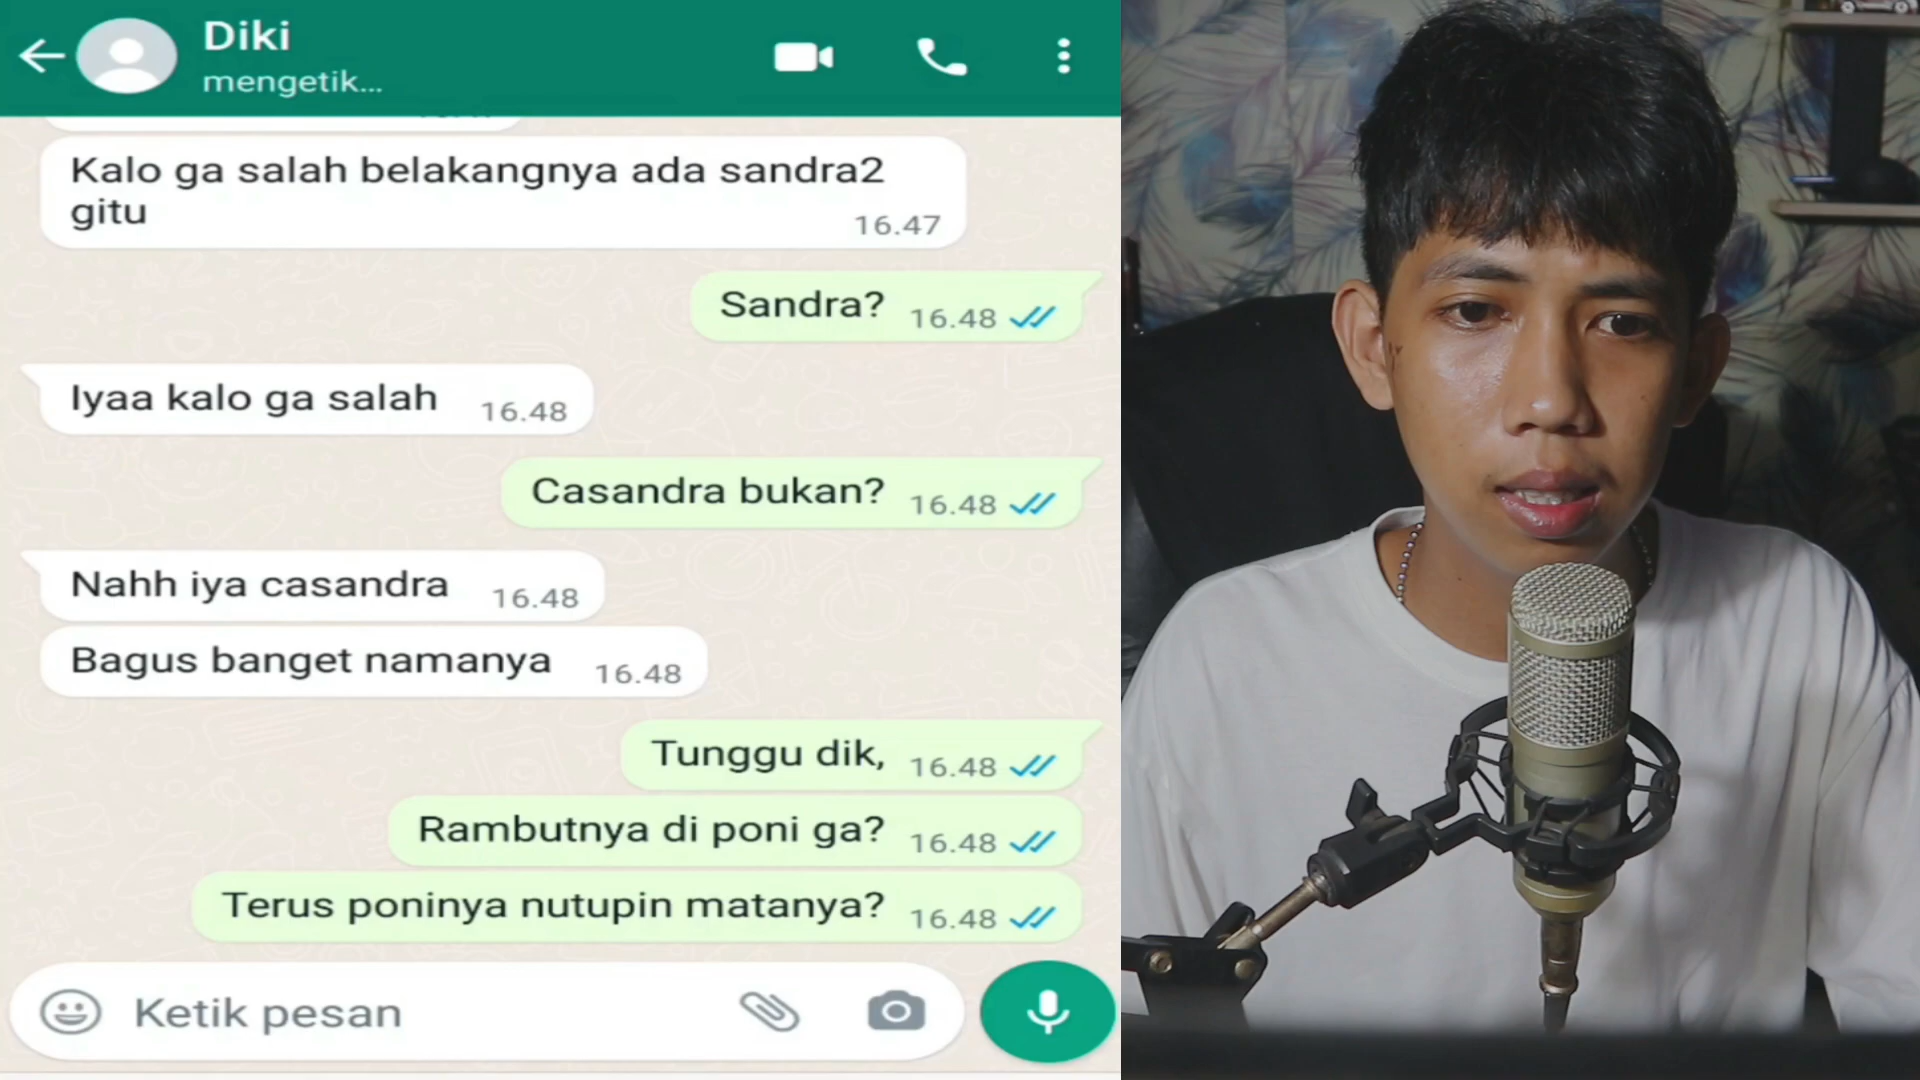 Diki
mengetik...
Kalo ga salah belakangnya ada sandra2
gitu
16.47
Sandra? 16.48
Iyaa kalo ga salah 16.48
Casandra bukan? 16.48
Nahh iya casandra 16.48
Bagus banget namanya 16.48
Tunggu dik, 16.48
Rambutnya di poni ga? 16.48
Terus poninya nutupin matanya? 16.48
Ketik pesan